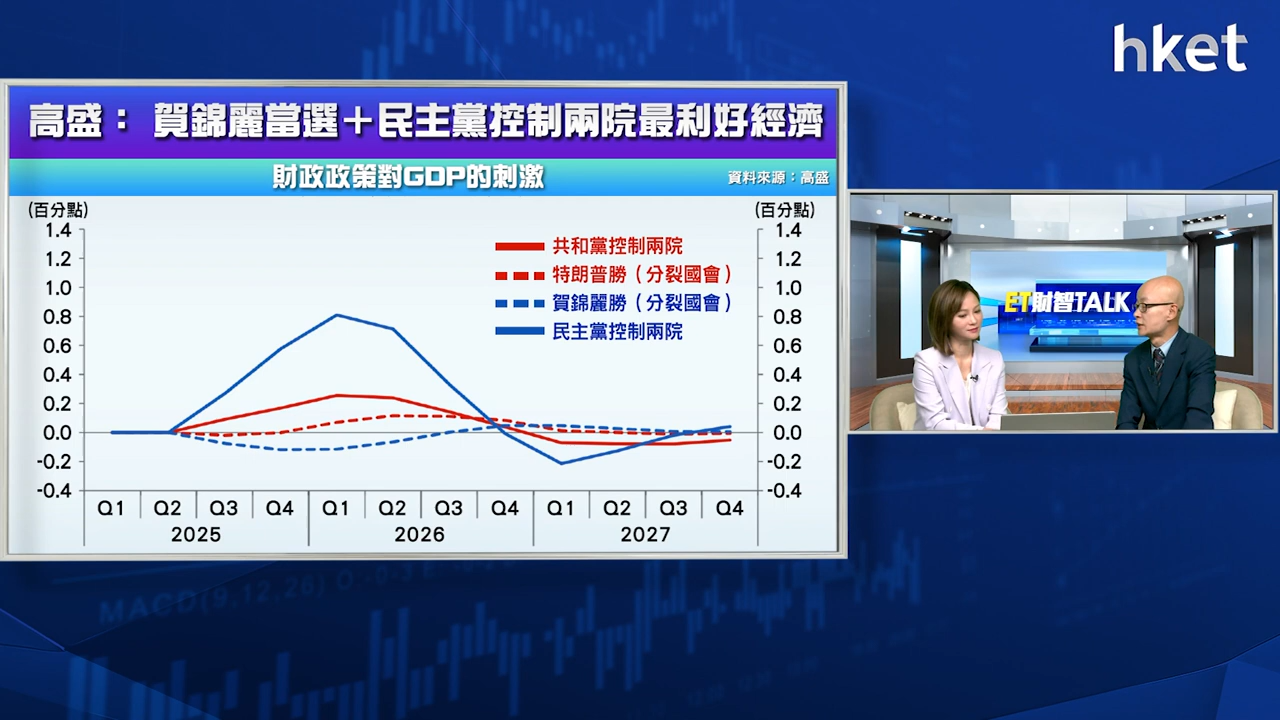 hket
高盛： 賀錦麗當選＋民主黨控制兩院最利好經濟
財政政策對GDP的刺激
資料來源：高盛
(百分點) (百分點)
1.4 1.4
1.2 1.2
1.0 1.0
0.8 0.8
0.6 0.6
0.4 0.4
0.2 0.2
0.0 0.0
-0.2 -0.2
-0.4 -0.4
共和黨控制兩院
特朗普勝（分裂國會）
賀錦麗勝（分裂國會）
民主黨控制兩院
Q1 Q2 Q3 Q4 Q1 Q2 Q3 Q4 Q1 Q2 Q3 Q4
2025 2026 2027
ET財智TALK
MACD(9,12,26)